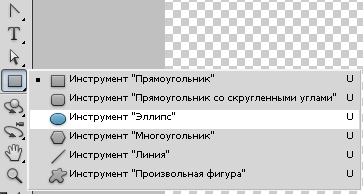 T
Инструмент "Прямоугольник" U
Инструмент "Прямоугольник со скругленными углами" U
Инструмент "Эллипс" U
Инструмент "Многоугольник" U
Инструмент "Линия" U
Инструмент "Произвольная фигура" U